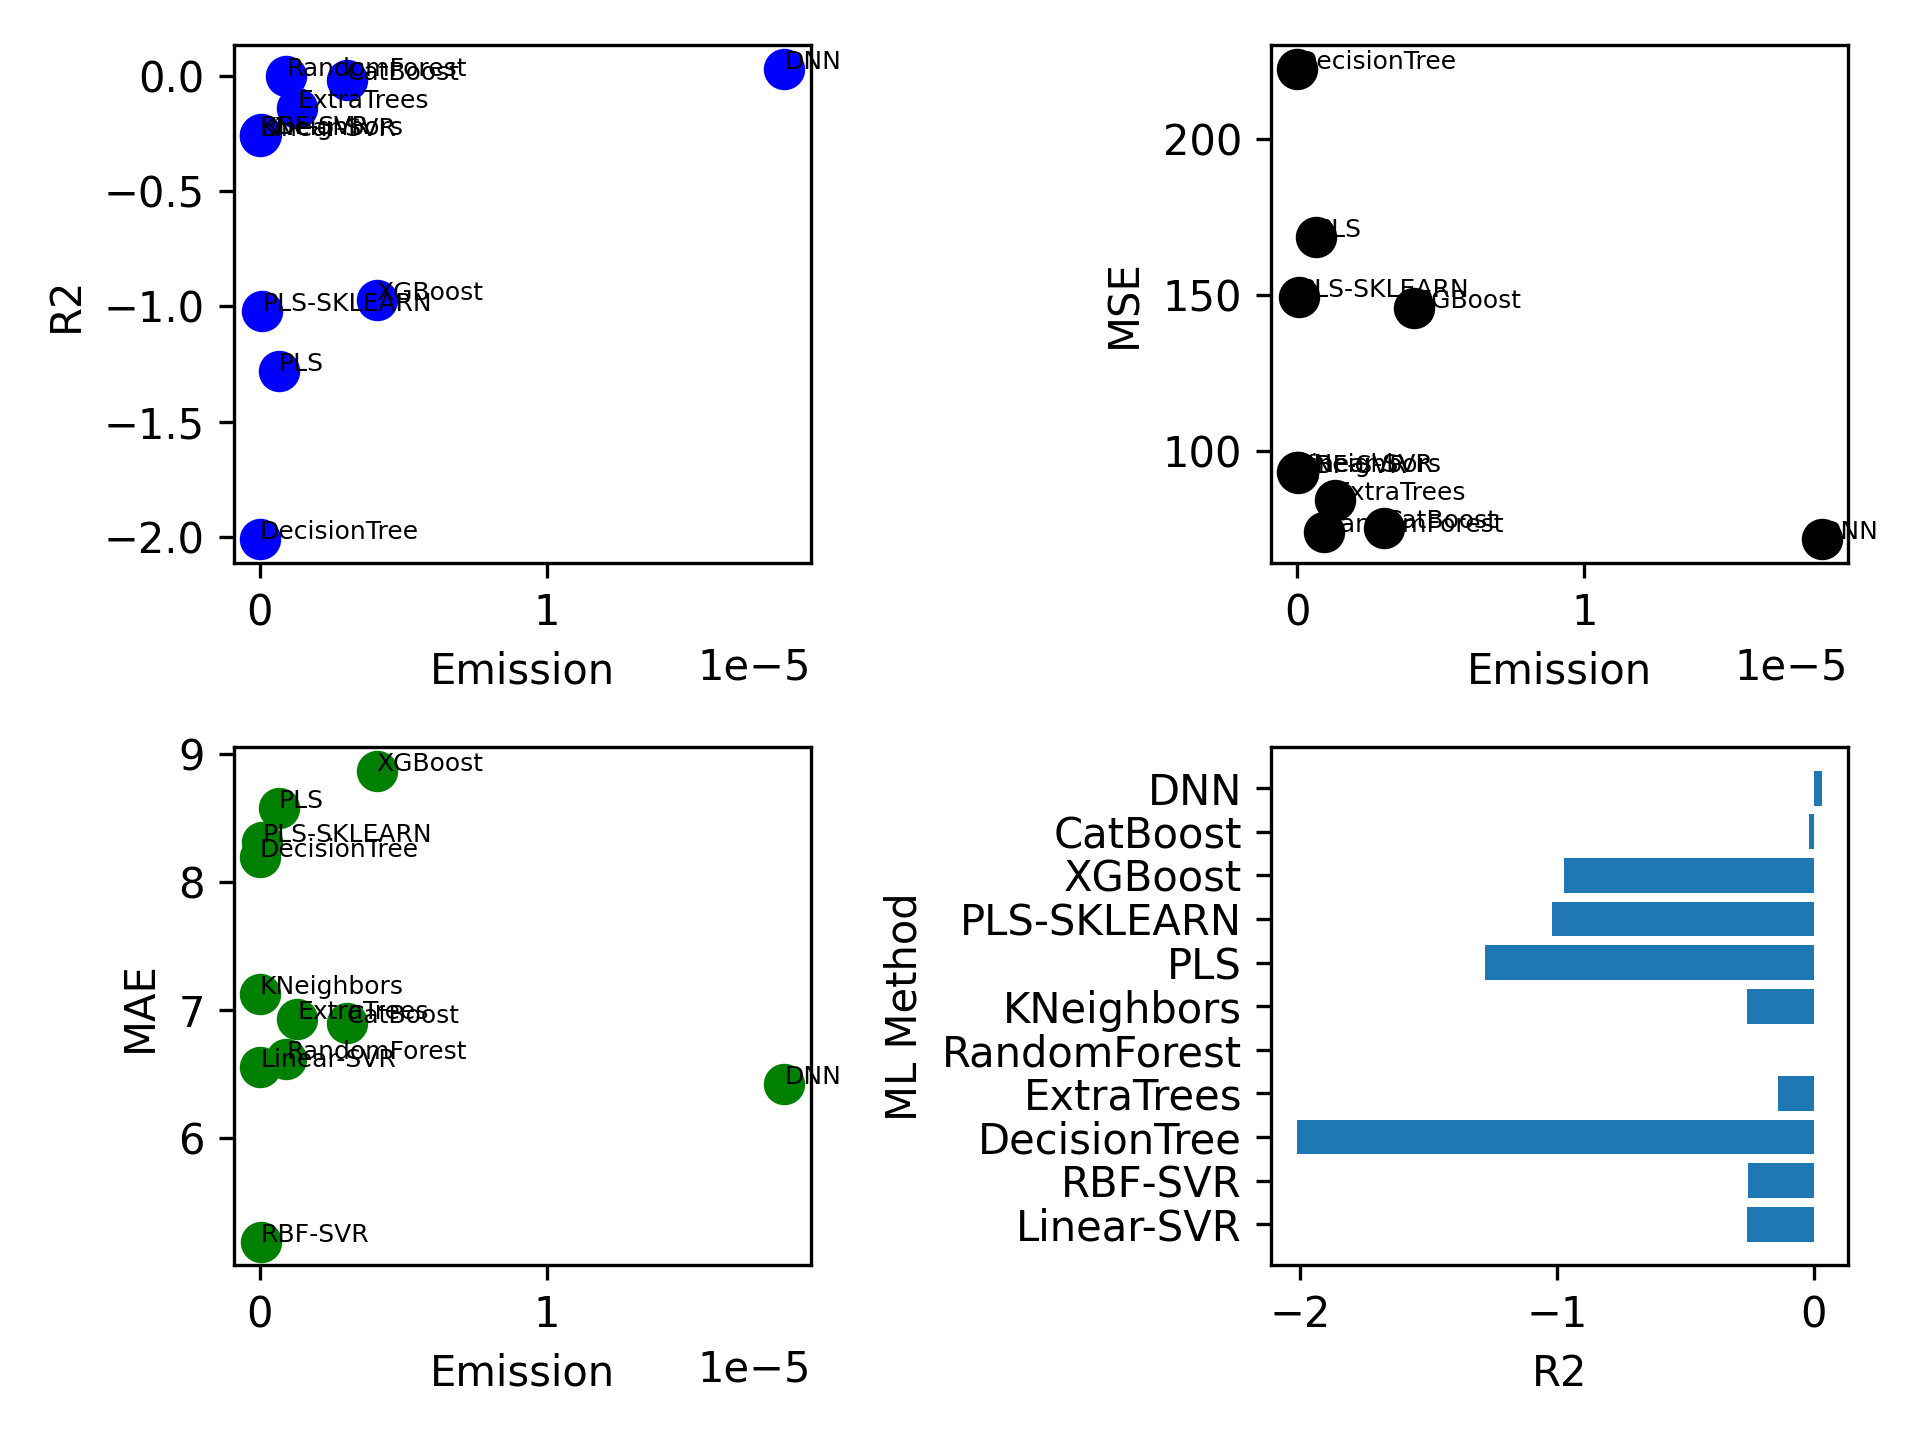 0.0
−0.5
−1.0
−1.5
−2.0
R2
RandomForest
CatBoost
DNN
ExtraTrees
KNeighbors
RBF-SVR
Linear-SVR
XGBoost
PLS-SKLEARN
PLS
DecisionTree
0
1
Emission
1e−5
200
150
100
MSE
DecisionTree
PLS
PLS-SKLEARN
XGBoost
KNeighbors
RBF-SVR
Linear-SVR
ExtraTrees
CatBoost
RandomForest
DNN
0
1
Emission
1e−5
9
8
7
6
MAE
XGBoost
PLS
PLS-SKLEARN
DecisionTree
KNeighbors
ExtraTrees
CatBoost
RandomForest
Linear-SVR
DNN
RBF-SVR
0
1
Emission
1e−5
ML Method
DNN
CatBoost
XGBoost
PLS-SKLEARN
PLS
KNeighbors
RandomForest
ExtraTrees
DecisionTree
RBF-SVR
Linear-SVR
−2
−1
0
R2